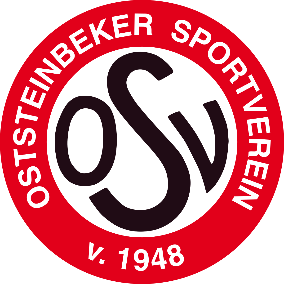 OSTSTEINBEKER SPORTVEREIN
OSV
v. 1948